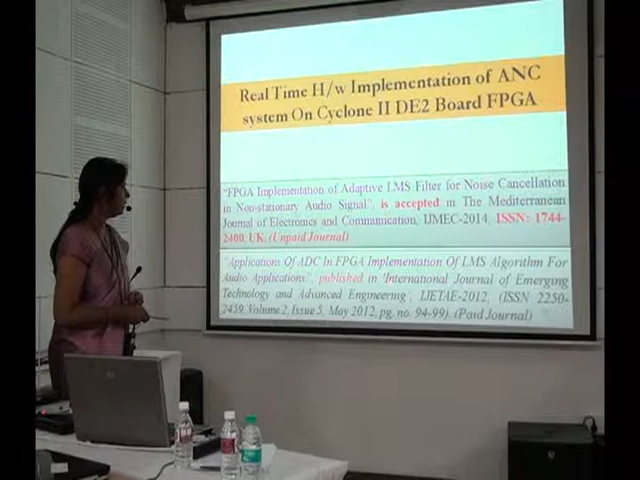 Real Time H/w Implementation of ANC
system On Cyclone II DE2 Board FPGA
"FPGA Implementation of Adaptive LMS Filter for Noise Cancellation
in Non-stationary Audio Signal", is accepted in The Mediterranean
Journal of Electronics and Communication, IJMEC-2014, ISSN: 1744-
2400, UK. (Unpaid Journal)
"Applications Of ADC In FPGA Implementation Of LMS Algorithm For
Audio Applications", published in 'International Journal of Emerging
Technology and Advanced Engineering', IJETAE-2012, (ISSN 2250-
2459, Volume 2, Issue 5, May 2012, pg. no. 94-99). (Paid Journal)